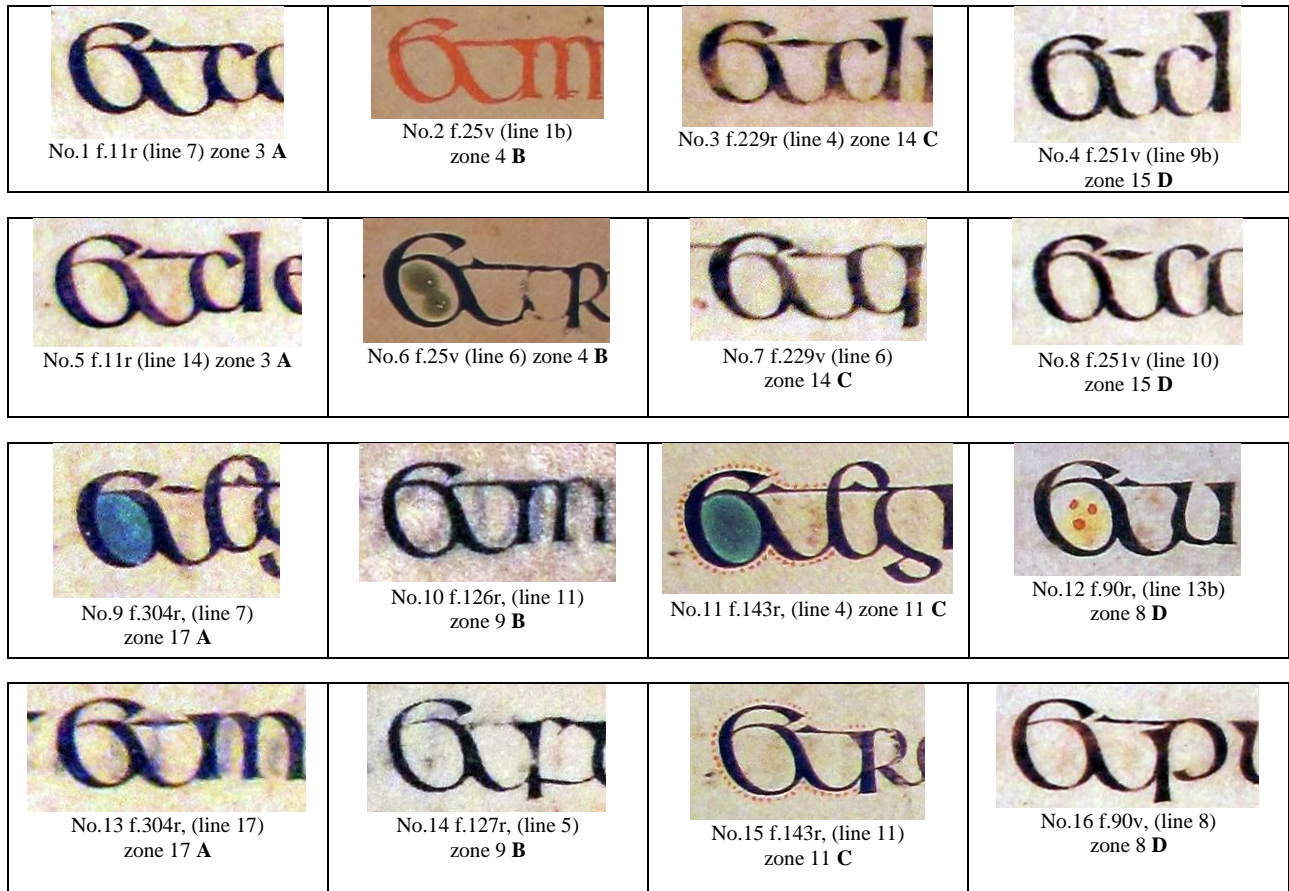 No.1 f.11r (line 7) zone 3 A
No.2 f.25v (line 1b)
zone 4 B
No.3 f.229r (line 4) zone 14 C
No.4 f.251v (line 9b)
zone 15 D
No.5 f.11r (line 14) zone 3 A
No.6 f.25v (line 6) zone 4 B
No.7 f.229v (line 6)
zone 14 C
No.8 f.251v (line 10)
zone 15 D
No.9 f.304r, (line 7)
zone 17 A
No.10 f.126r, (line 11)
zone 9 B
No.11 f.143r, (line 4) zone 11 C
No.12 f.90r, (line 13b)
zone 8 D
No.13 f.304r, (line 17)
zone 17 A
No.14 f.127r, (line 5)
zone 9 B
No.15 f.143r, (line 11)
zone 11 C
No.16 f.90v, (line 8)
zone 8 D